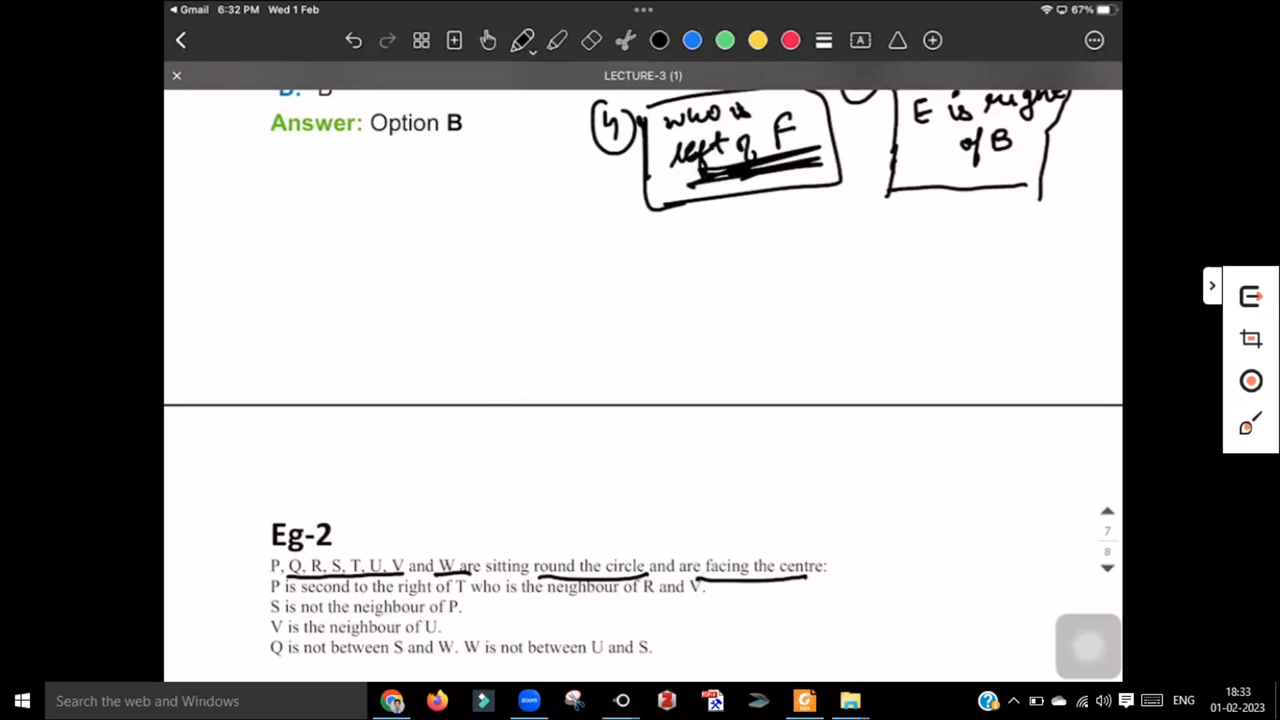 Gmail 6:32 PM Wed 1 Feb
67%
A
LECTURE-3 (1)
Answer: Option B
4
who is
left of F
E is right
of B
Eg-2
P, Q, R, S, T, U, V and W are sitting round the circle and are facing the centre:
P is second to the right of T who is the neighbour of R and V.
S is not the neighbour of P.
V is the neighbour of U.
Q is not between S and W. W is not between U and S.
7
8
Search the web and Windows
zoom
ENG
18:33
01-02-2023